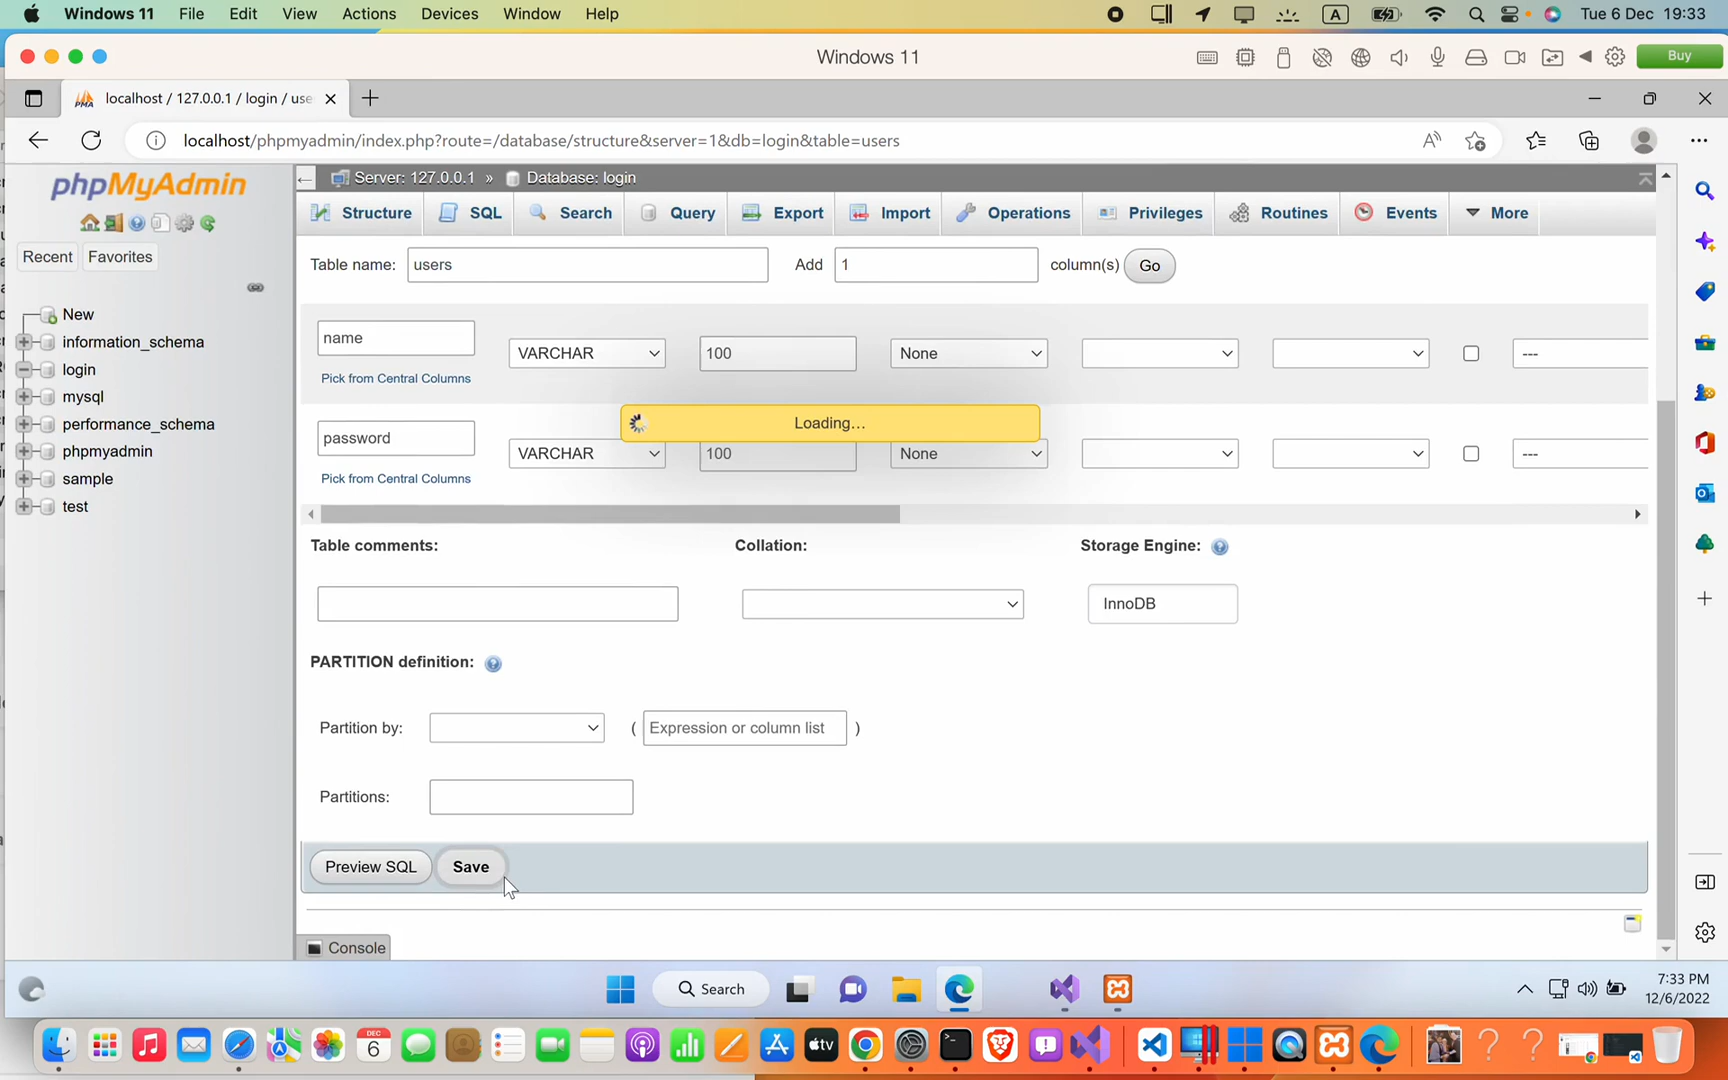 Windows 11 File Edit View Actions Devices Window Help A Tue 6 Dec 19:33
Windows 11 Buy
PMA localhost / 127.0.0.1 / login / use
localhost/phpmyadmin/index.php?route=/database/structure&server=1&db=login&table=users
phpMyAdmin
Server: 127.0.0.1 » Database: login
Structure SQL Search Query Export Import Operations Privileges Routines Events More
Recent Favorites
Table name: users Add 1 column(s) Go
New
information_schema
login
mysql
performance_schema
phpmyadmin
sample
test
name VARCHAR 100 None ---
Pick from Central Columns
Loading...
password VARCHAR 100 None ---
Pick from Central Columns
Table comments: Collation: Storage Engine:
InnoDB
PARTITION definition:
Partition by: ( Expression or column list )
Partitions:
Preview SQL Save
Console
Search
7:33 PM
12/6/2022
DEC
6
tv